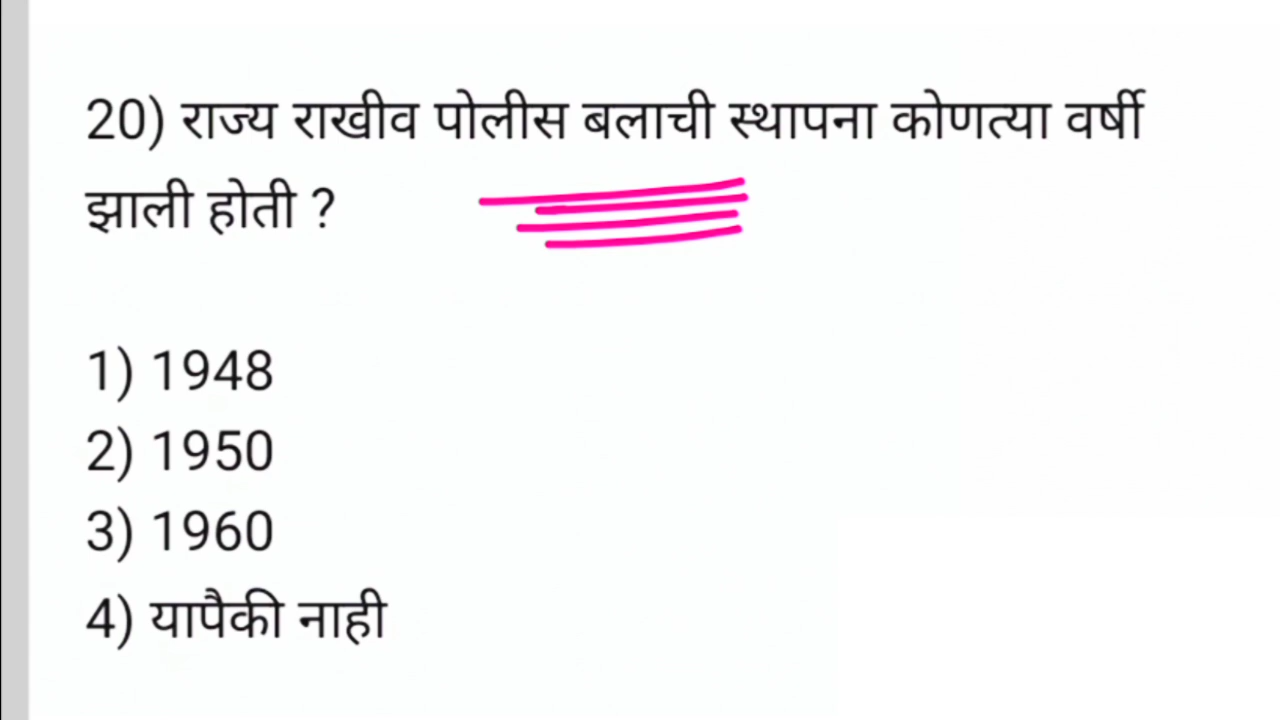 20) राज्य राखीव पोलीस बलाची स्थापना कोणत्या वर्षी
झाली होती ?
1) 1948
2) 1950
3) 1960
4) यापैकी नाही